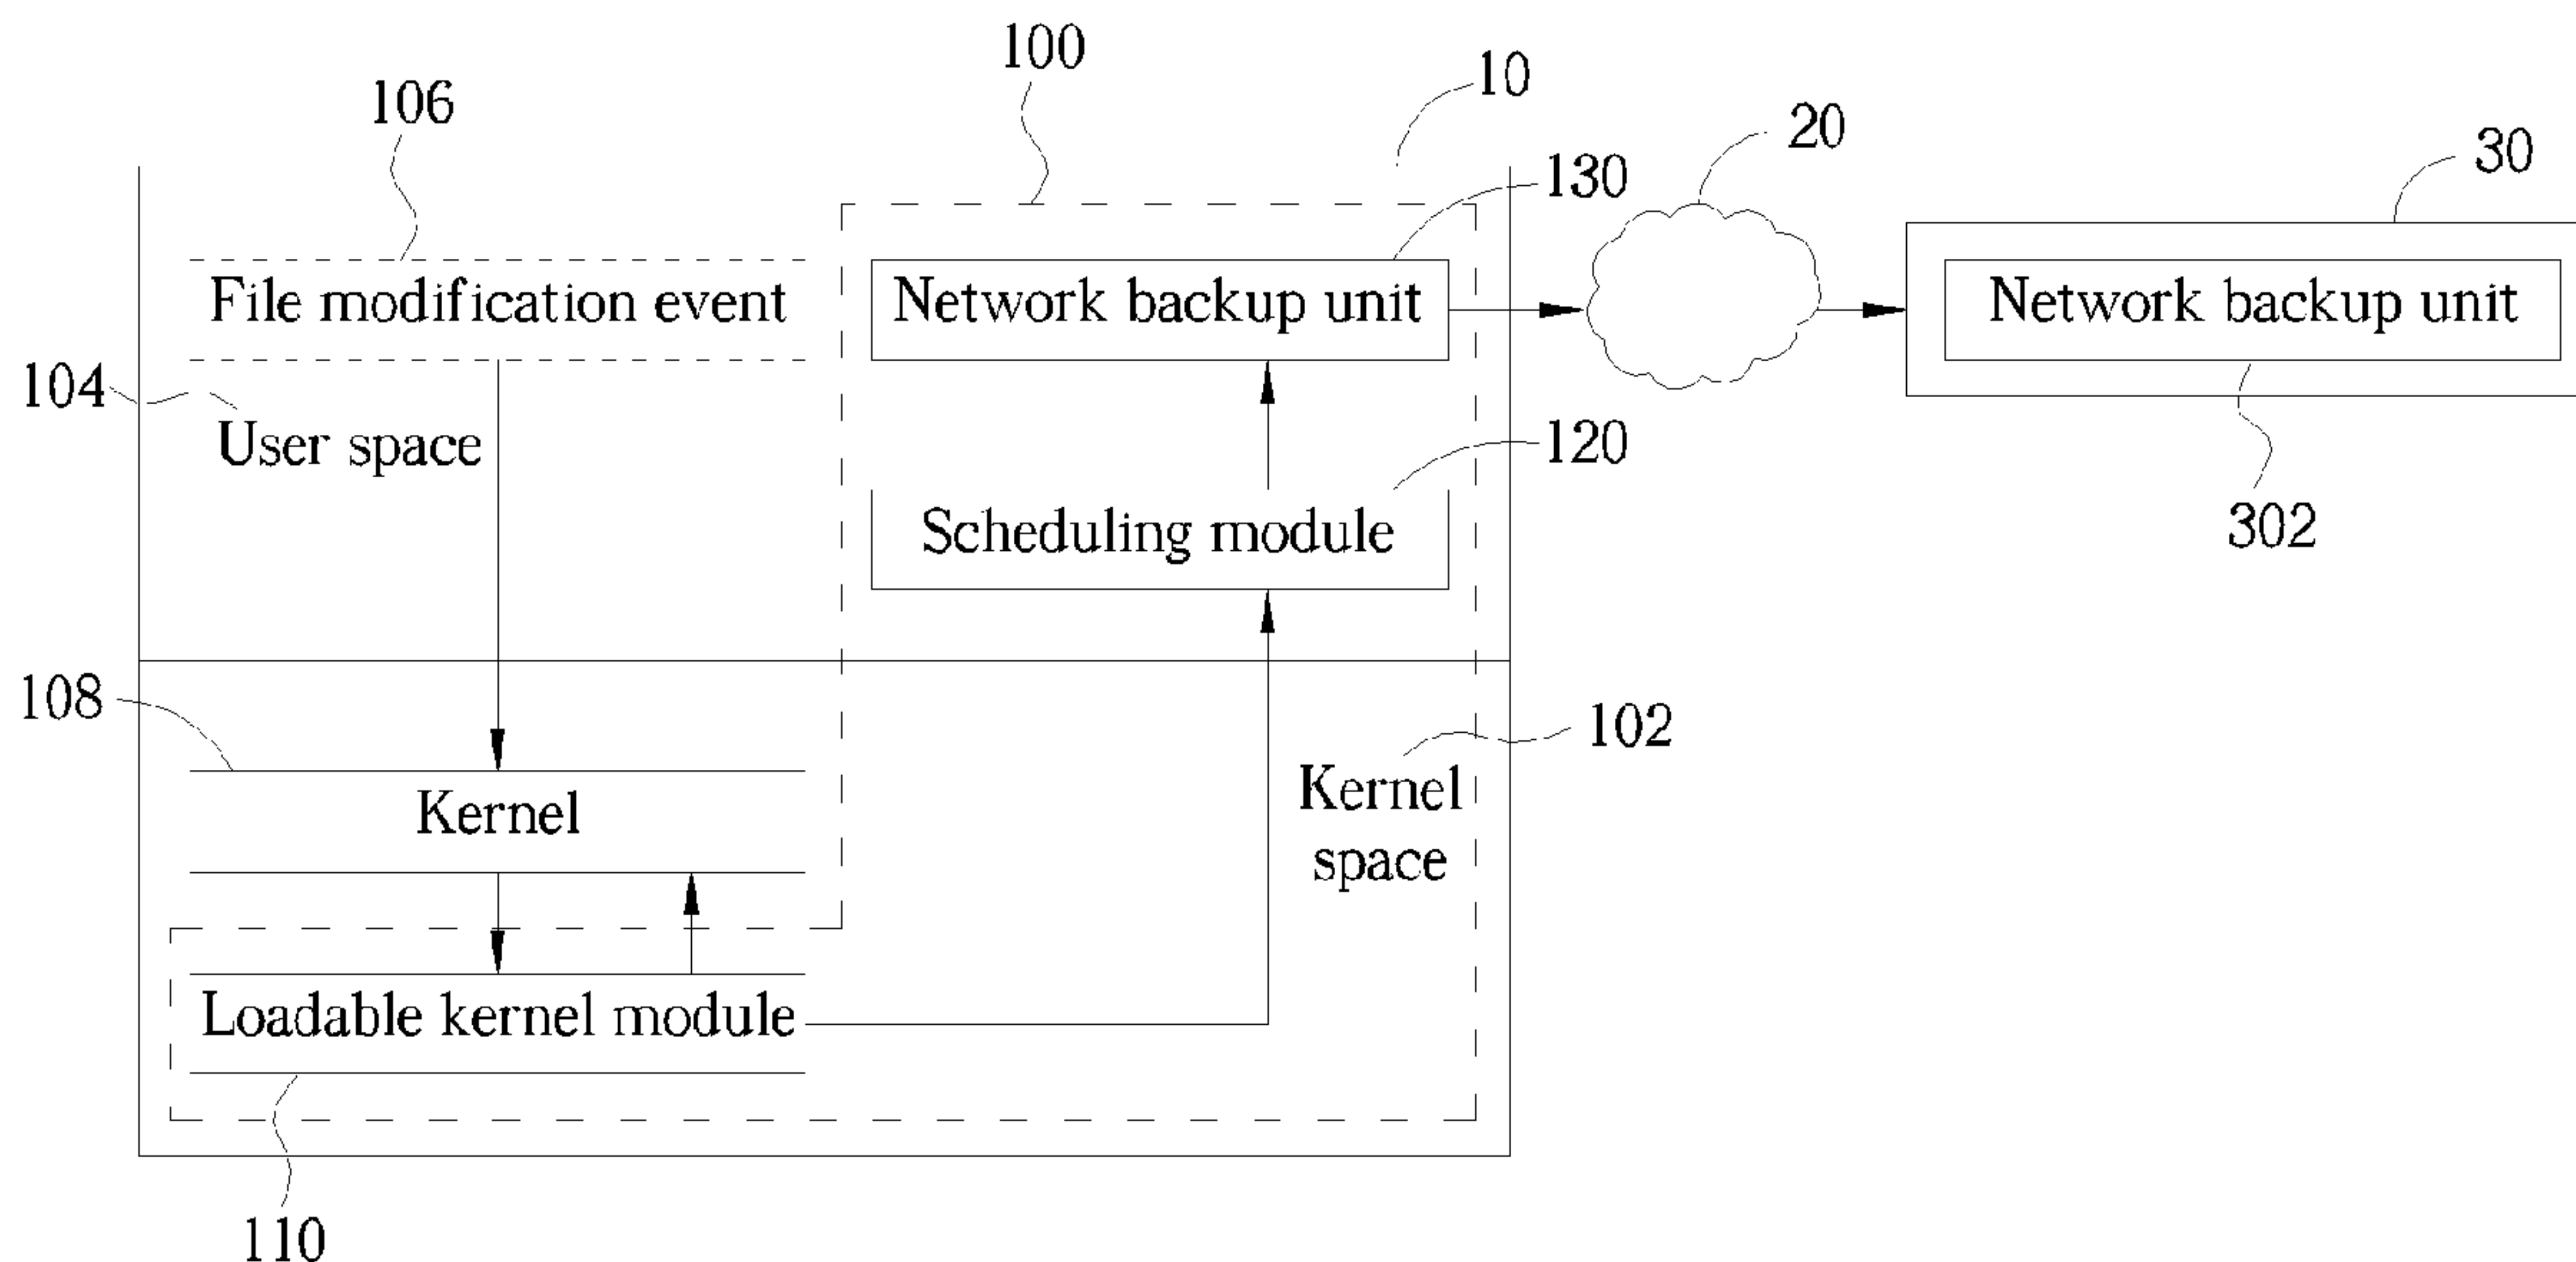 100
10
106
20
30
130
File modification event
Network backup unit
Network backup unit
104
User space
120
Scheduling module
302
108
102
Kernel
space
Kernel
Loadable kernel module
110